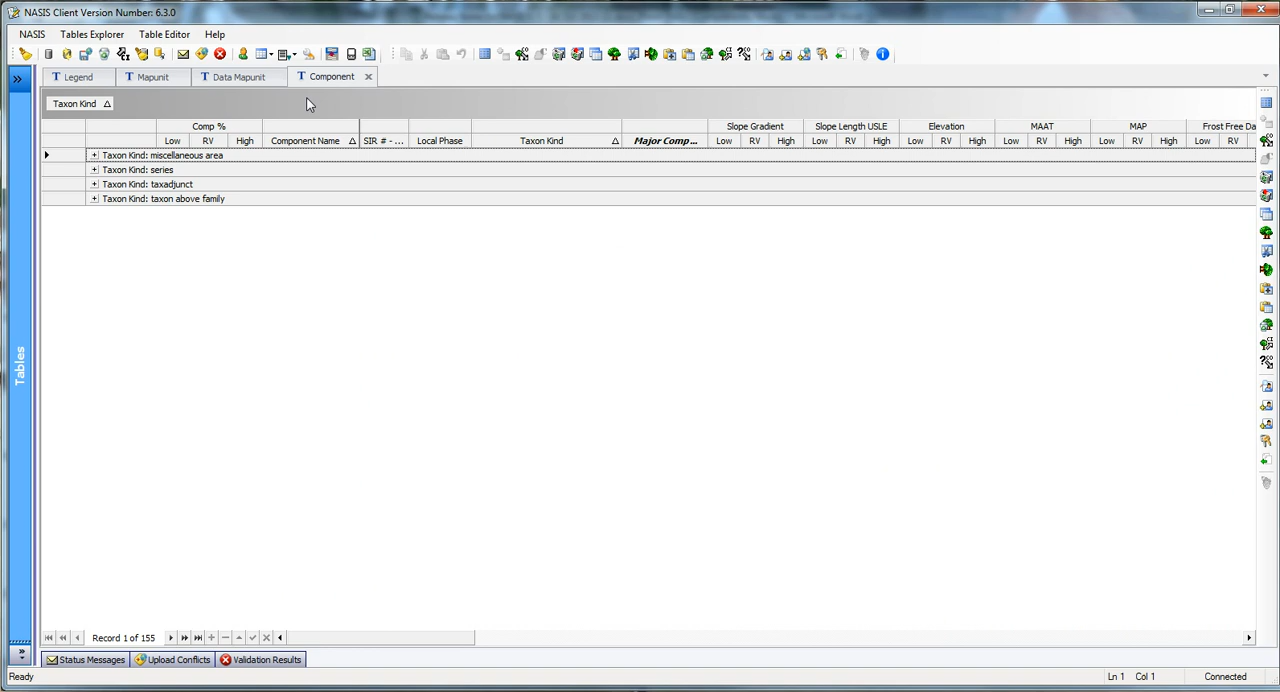 NASIS Client Version Number: 6.3.0
NASIS Tables Explorer Table Editor Help
Legend Mapunit Data Mapunit Component
Taxon Kind
Comp % Slope Gradient Slope Length USLE Elevation MAAT MAP Frost Free Da
Low RV High Component Name SIR # - ... Local Phase Taxon Kind Major Comp... Low RV High Low RV High Low RV High Low RV High Low RV High Low RV
Taxon Kind: miscellaneous area
Taxon Kind: series
Taxon Kind: taxadjunct
Taxon Kind: taxon above family
Tables
Record 1 of 155
Status Messages Upload Conflicts Validation Results
Ready Ln 1 Col 1 Connected